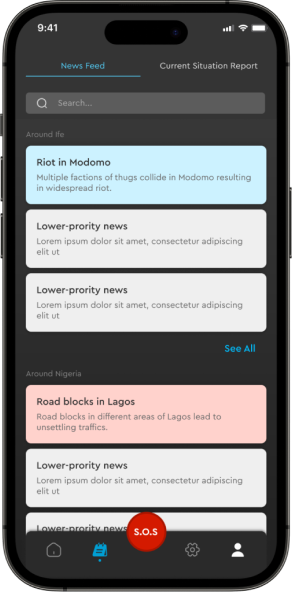 9:41
News Feed
Current Situation Report
Search...
Around Ife
Riot in Modomo
Multiple factions of thugs collide in Modomo resulting
in widespread riot.
Lower-prority news
Lorem ipsum dolor sit amet, consectetur adipiscing
elit ut
Lower-prority news
Lorem ipsum dolor sit amet, consectetur adipiscing
elit ut
See All
Around Nigeria
Road blocks in Lagos
Road blocks in different areas of Lagos lead to
unsettling traffics.
Lower-prority news
Lorem ipsum dolor sit amet, consectetur adipiscing
elit ut
Lower-prority news
S.O.S